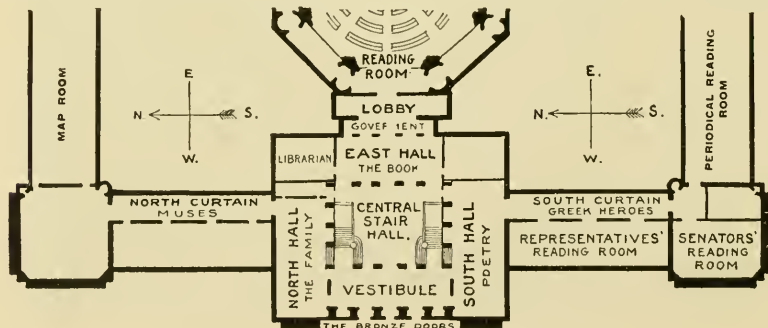 MAP ROOM
E
N.
S.
W.
READING
ROOM
LOBBY
E.
N.
S.
W.
PERIODICAL READING
ROOM
LIBRARIAN
EAST HALL
THE BOOK
NORTH CURTAIN
MUSES
NORTH HALL
THE FAMILY
CENTRAL
STAIR
HALL.
SOUTH HALL
POETRY
SOUTH CURTAIN
GREEK HEROES
REPRESENTATIVES'
READING ROOM
SENATORS'
READING
ROOM
VESTIBULE
THE BRONZE DOORS